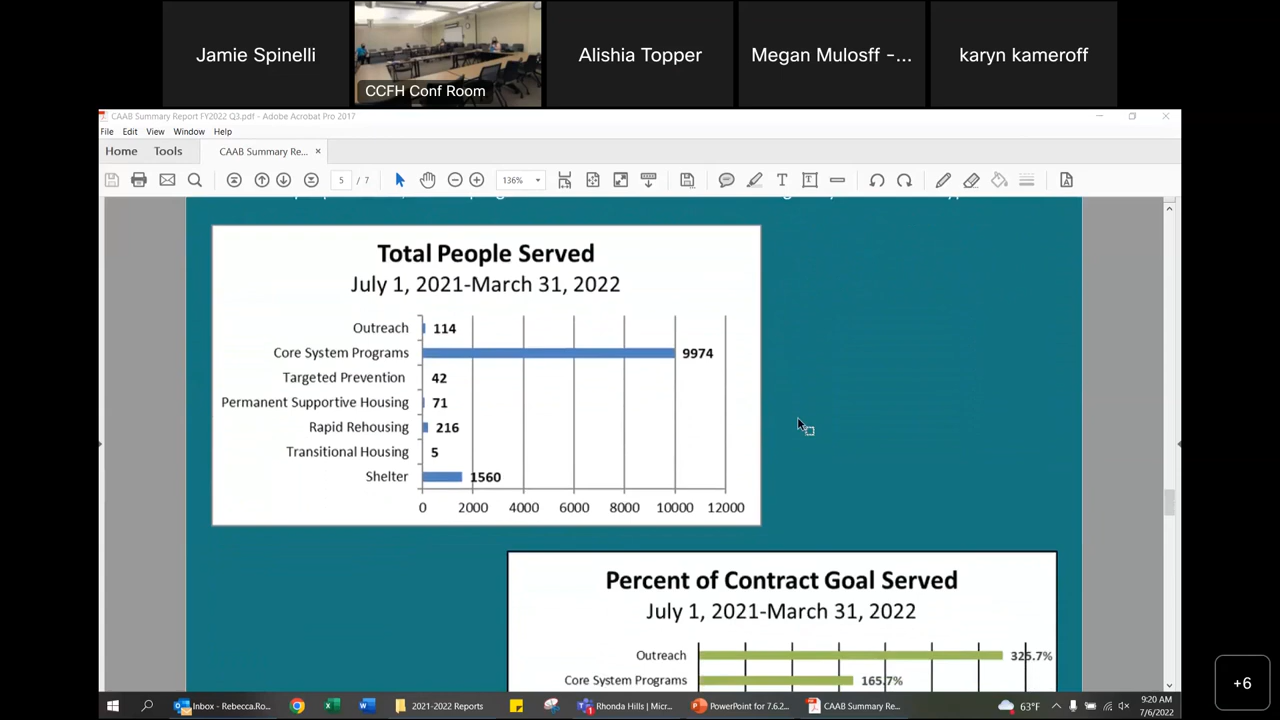 Jamie Spinelli
CCFH Conf Room
Alishia Topper
Megan Mulosff -...
karyn kameroff
CAAB Summary Report FY2022 Q3.pdf - Adobe Acrobat Pro 2017
File Edit View Window Help
Home Tools CAAB Summary Re... ×
5 / 7 136%
Total People Served
July 1, 2021-March 31, 2022
Outreach 114
Core System Programs 9974
Targeted Prevention 42
Permanent Supportive Housing 71
Rapid Rehousing 216
Transitional Housing 5
Shelter 1560
0 2000 4000 6000 8000 10000 12000
Percent of Contract Goal Served
July 1, 2021-March 31, 2022
Outreach 325.7%
Core System Programs 165.7%
+6
Inbox - Rebecca.Ro... 2021-2022 Reports Rhonda Hills | Micr... PowerPoint for 7.6.2... CAAB Summary Re... 63°F 9:20 AM
7/6/2022